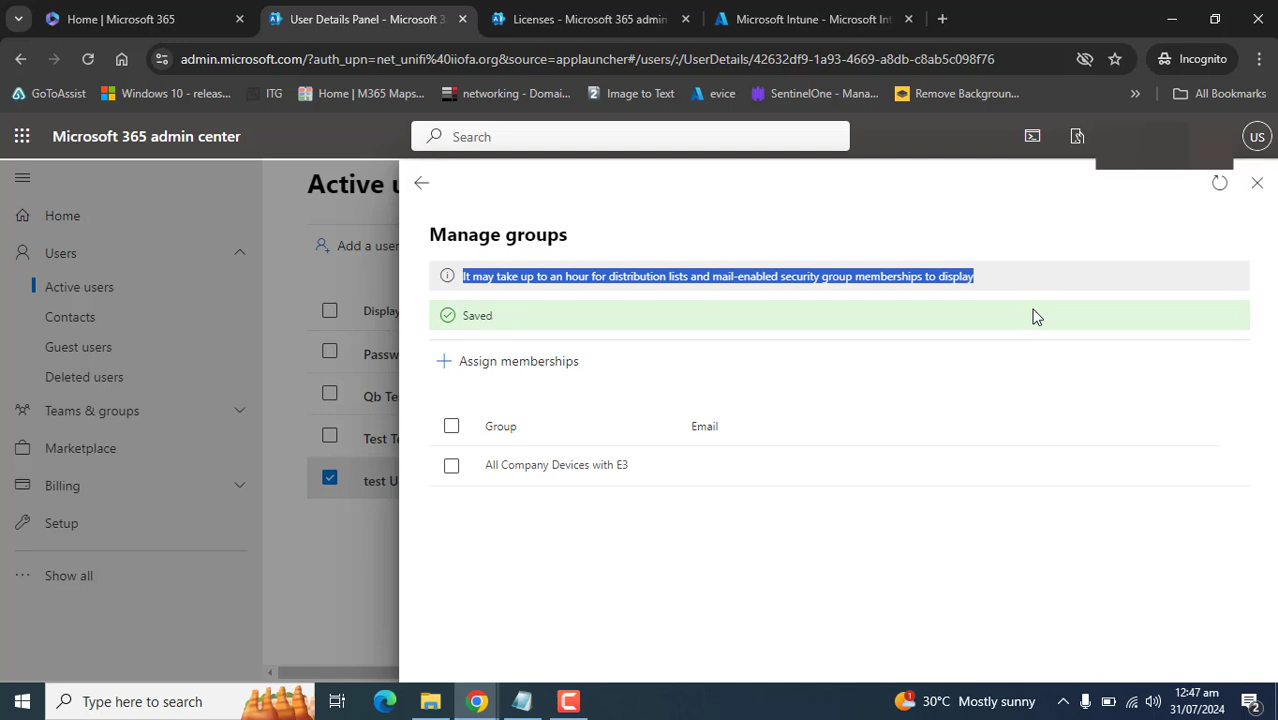 Home | Microsoft 365
User Details Panel - Microsoft 3
Licenses - Microsoft 365 admin
Microsoft Intune - Microsoft Int
admin.microsoft.com/?auth_upn=net_unifi%40iiofa.org&source=applauncher#/users/:/UserDetails/42632df9-1a93-4669-a8db-c8ab5c098f76
Incognito
GoToAssist
Windows 10 - releas...
ITG
Home | M365 Maps...
networking - Domai...
Image to Text
evice
SentinelOne - Mana...
Remove Backgroun...
All Bookmarks
Microsoft 365 admin center
Search
US
Home
Users
Active users
Contacts
Guest users
Deleted users
Teams & groups
Marketplace
Billing
Setup
Show all
Active u
Add a user
Display
Passw
Qb Te
Test Te
test U
Manage groups
It may take up to an hour for distribution lists and mail-enabled security group memberships to display
Saved
Assign memberships
Group Email
All Company Devices with E3
Type here to search
1
30°C Mostly sunny
12:47 am
31/07/2024
2